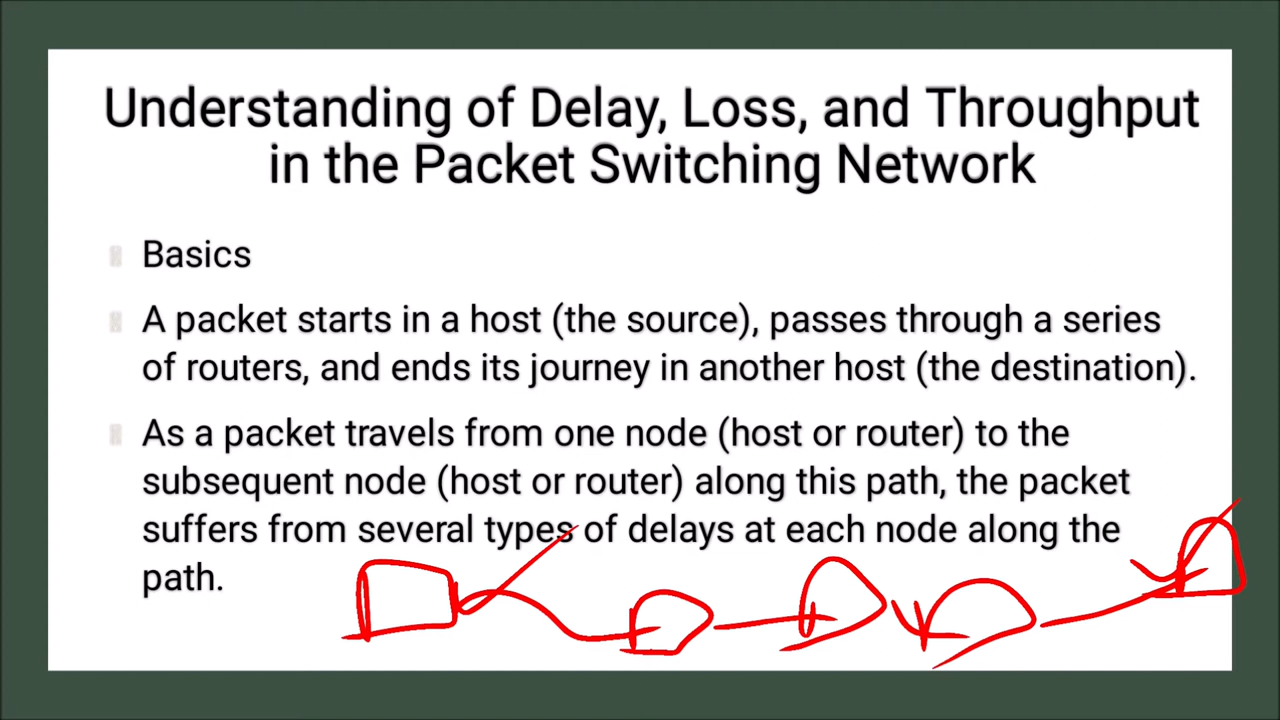 Understanding of Delay, Loss, and Throughput
in the Packet Switching Network
Basics
A packet starts in a host (the source), passes through a series
of routers, and ends its journey in another host (the destination).
As a packet travels from one node (host or router) to the
subsequent node (host or router) along this path, the packet
suffers from several types of delays at each node along the
path.